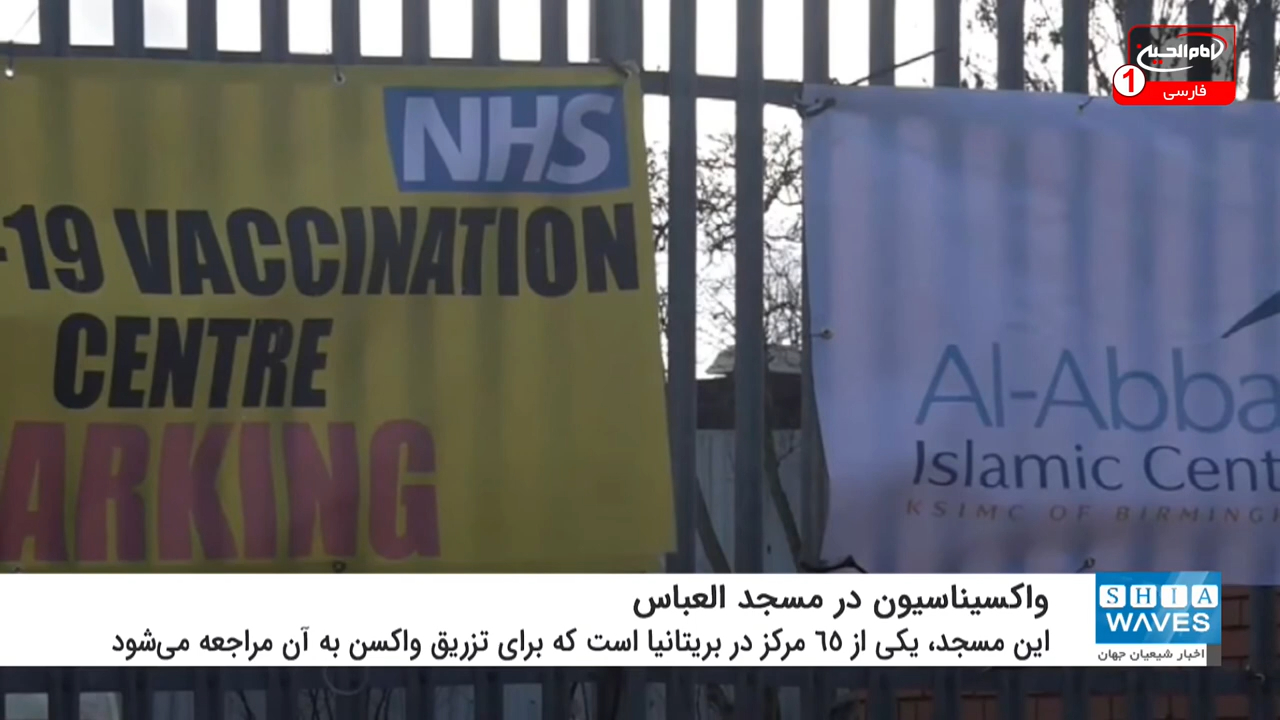 NHS
-19 VACCINATION
CENTRE
ARKING
Al-Abba
Islamic Cent
KSIMC OF BIRMING
امام الحسین
1
فارسی
واکسیناسیون در مسجد العباس
این مسجد، یکی از ٦٥ مرکز در بریتانیا است که برای تزریق واکسن به آن مراجعه می‌شود
SHIA
WAVES
اخبار شیعیان جهان